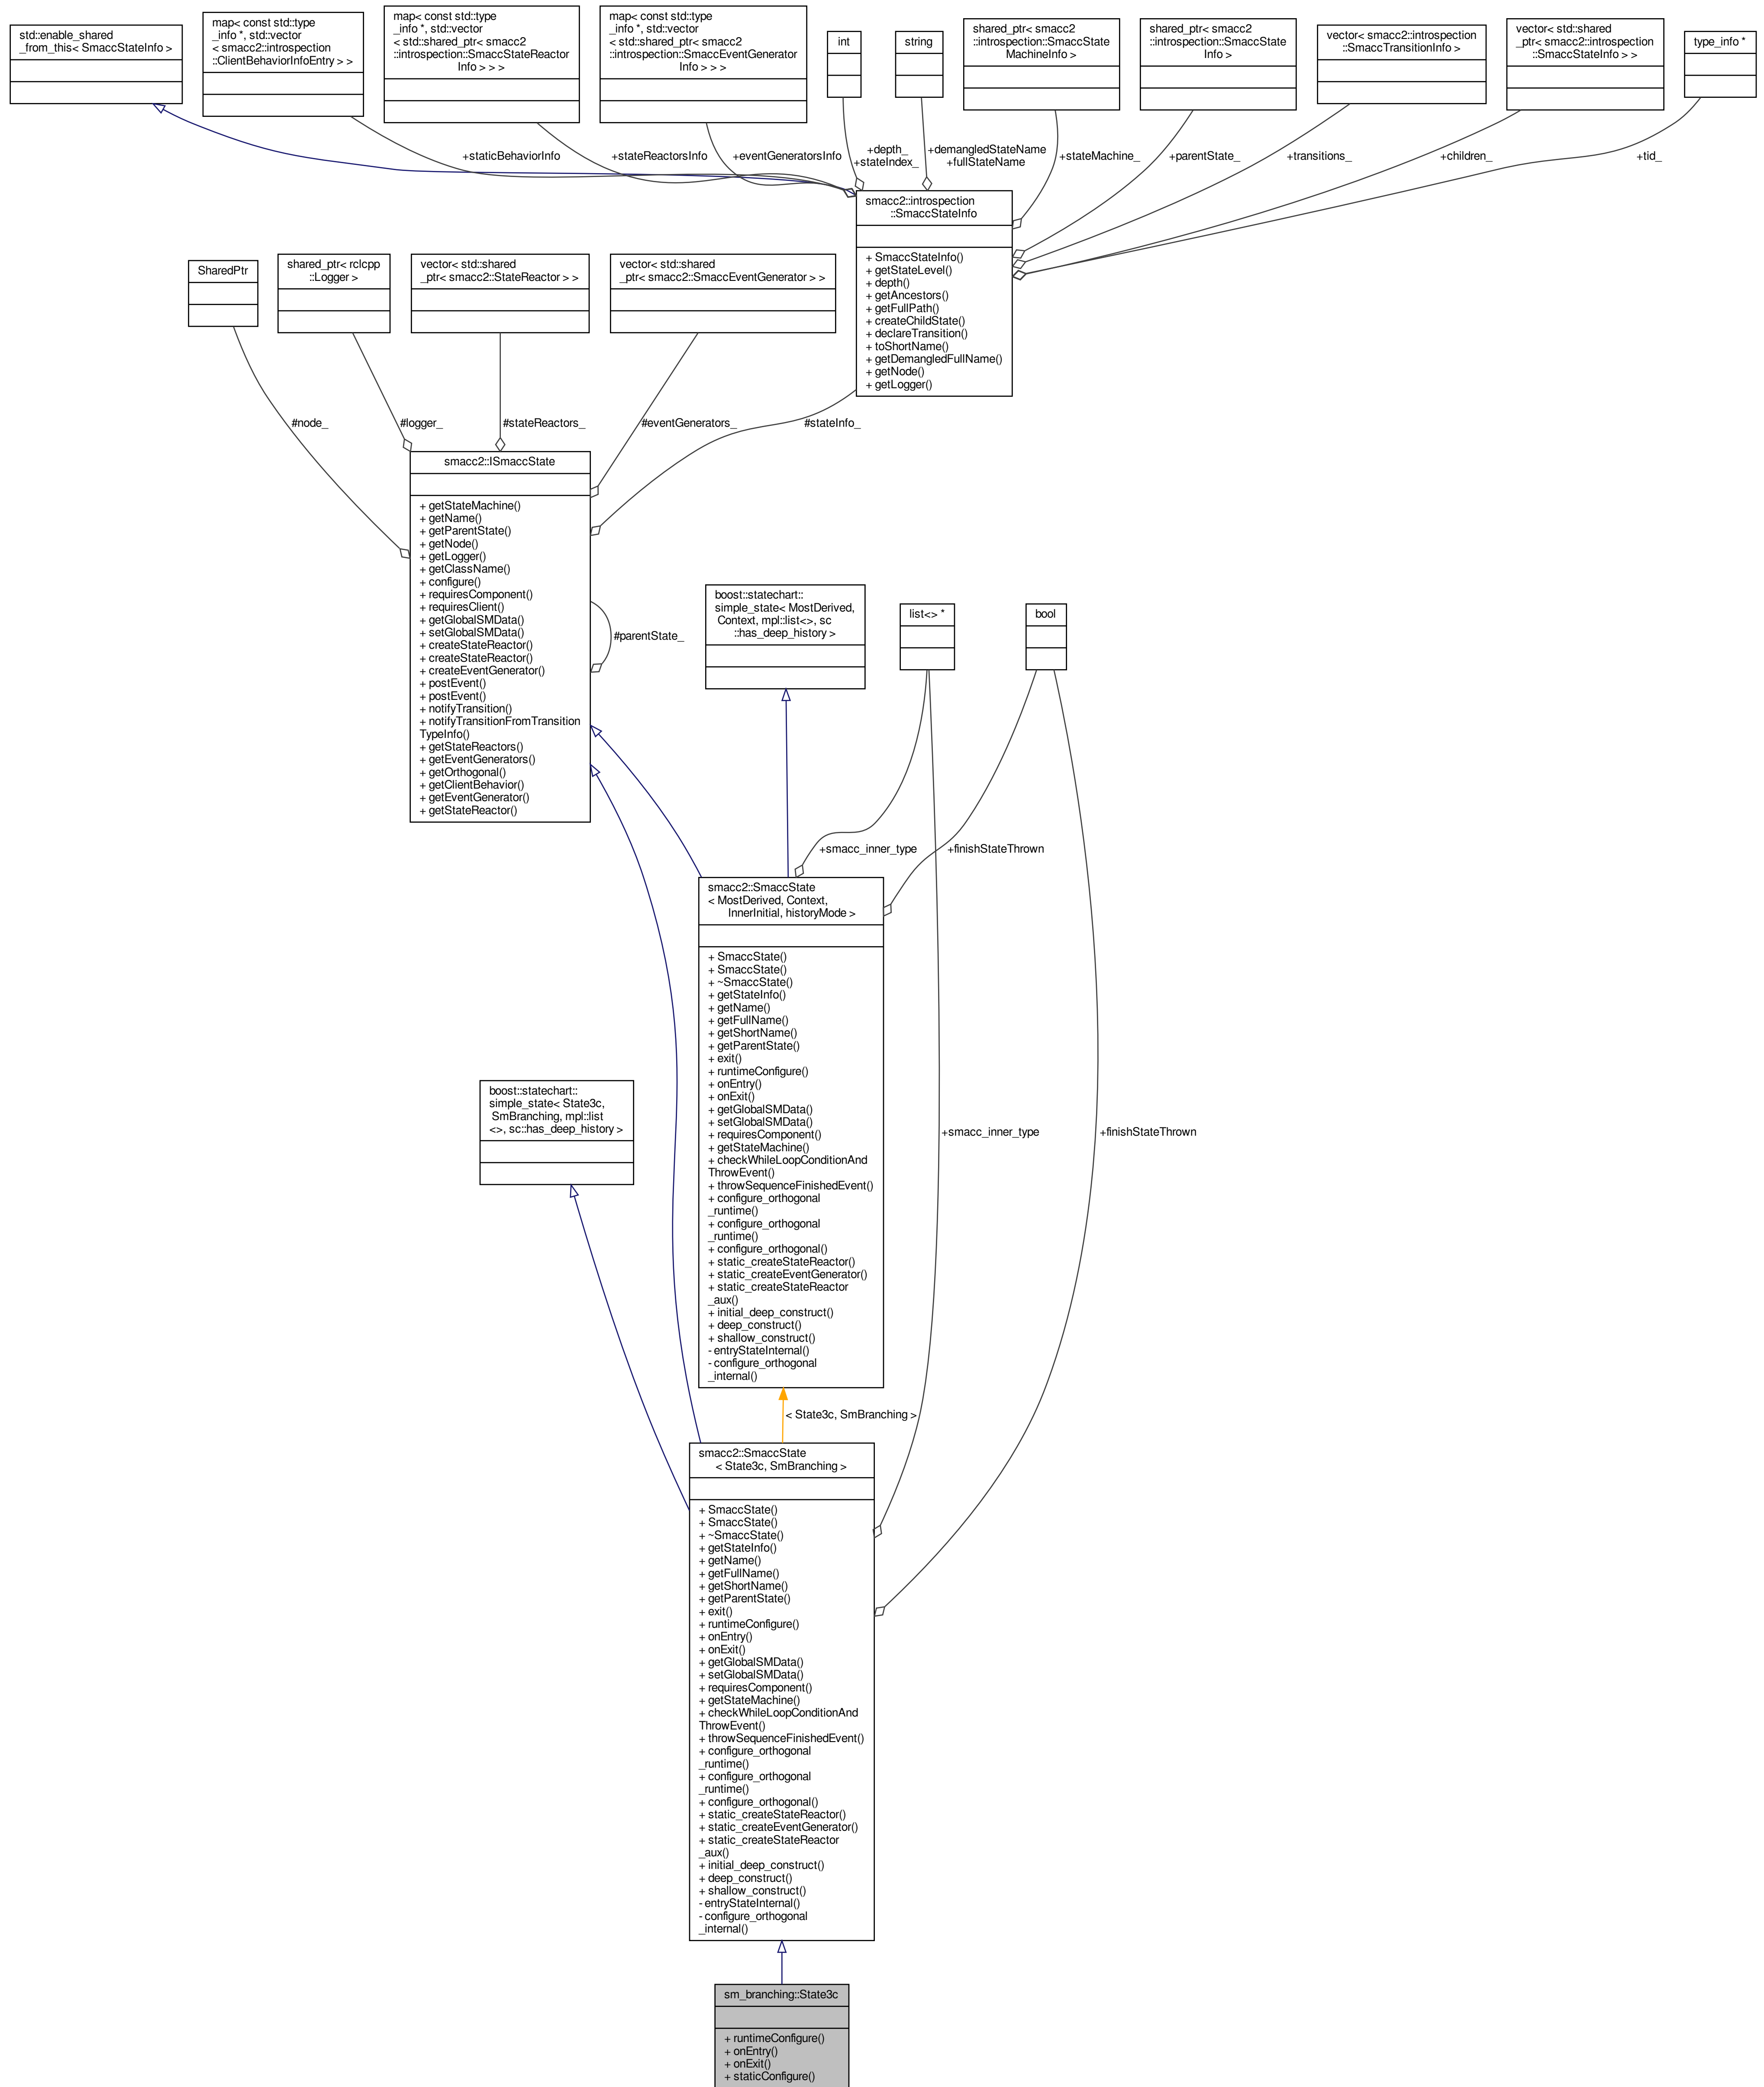 std::enable_shared
_from_this< SmaccStateInfo >
map< const std::type
_info *, std::vector
< smacc2::introspection
::ClientBehaviorInfoEntry > >
map< const std::type
_info *, std::vector
< std::shared_ptr< smacc2
::introspection::SmaccStateReactor
Info > > >
map< const std::type
_info *, std::vector
< std::shared_ptr< smacc2
::introspection::SmaccEventGenerator
Info > > >
int
string
shared_ptr< smacc2
::introspection::SmaccState
MachineInfo >
shared_ptr< smacc2
::introspection::SmaccState
Info >
vector< smacc2::introspection
::SmaccTransitionInfo >
vector< std::shared
_ptr< smacc2::introspection
::SmaccStateInfo > >
type_info *
+staticBehaviorInfo
+stateReactorsInfo
+eventGeneratorsInfo
+depth_
+stateIndex_
+demangledStateName
+fullStateName
+stateMachine_
+parentState_
+transitions_
+children_
+tid_
smacc2::introspection
::SmaccStateInfo
+ SmaccStateInfo()
+ getStateLevel()
+ depth()
+ getAncestors()
+ getFullPath()
+ createChildState()
+ declareTransition()
+ toShortName()
+ getDemangledFullName()
+ getNode()
+ getLogger()
SharedPtr
shared_ptr< rclcpp
::Logger >
vector< std::shared
_ptr< smacc2::StateReactor > >
vector< std::shared
_ptr< smacc2::SmaccEventGenerator > >
#node_
#logger_
#stateReactors_
#eventGenerators_
#stateInfo_
smacc2::ISmaccState
+ getStateMachine()
+ getName()
+ getParentState()
+ getNode()
+ getLogger()
+ getClassName()
+ configure()
+ requiresComponent()
+ requiresClient()
+ getGlobalSMData()
+ setGlobalSMData()
+ createStateReactor()
+ createStateReactor()
+ createEventGenerator()
+ postEvent()
+ postEvent()
+ notifyTransition()
+ notifyTransitionFromTransition
TypeInfo()
+ getStateReactors()
+ getEventGenerators()
+ getOrthogonal()
+ getClientBehavior()
+ getEventGenerator()
+ getStateReactor()
#parentState_
boost::statechart::
simple_state< MostDerived,
Context, mpl::list<>, sc
::has_deep_history >
list<> *
bool
+smacc_inner_type
+finishStateThrown
smacc2::SmaccState
< MostDerived, Context,
InnerInitial, historyMode >
+ SmaccState()
+ SmaccState()
+ ~SmaccState()
+ getStateInfo()
+ getName()
+ getFullName()
+ getShortName()
+ getParentState()
+ exit()
+ runtimeConfigure()
+ onEntry()
+ onExit()
+ getGlobalSMData()
+ setGlobalSMData()
+ requiresComponent()
+ getStateMachine()
+ checkWhileLoopConditionAnd
ThrowEvent()
+ throwSequenceFinishedEvent()
+ configure_orthogonal
_runtime()
+ configure_orthogonal
_runtime()
+ configure_orthogonal()
+ static_createStateReactor()
+ static_createEventGenerator()
+ static_createStateReactor
_aux()
+ initial_deep_construct()
+ deep_construct()
+ shallow_construct()
- entryStateInternal()
- configure_orthogonal
_internal()
boost::statechart::
simple_state< State3c,
SmBranching, mpl::list
<>, sc::has_deep_history >
+smacc_inner_type
+finishStateThrown
< State3c, SmBranching >
smacc2::SmaccState
< State3c, SmBranching >
+ SmaccState()
+ SmaccState()
+ ~SmaccState()
+ getStateInfo()
+ getName()
+ getFullName()
+ getShortName()
+ getParentState()
+ exit()
+ runtimeConfigure()
+ onEntry()
+ onExit()
+ getGlobalSMData()
+ setGlobalSMData()
+ requiresComponent()
+ getStateMachine()
+ checkWhileLoopConditionAnd
ThrowEvent()
+ throwSequenceFinishedEvent()
+ configure_orthogonal
_runtime()
+ configure_orthogonal
_runtime()
+ configure_orthogonal()
+ static_createStateReactor()
+ static_createEventGenerator()
+ static_createStateReactor
_aux()
+ initial_deep_construct()
+ deep_construct()
+ shallow_construct()
- entryStateInternal()
- configure_orthogonal
_internal()
sm_branching::State3c
+ runtimeConfigure()
+ onEntry()
+ onExit()
+ staticConfigure()